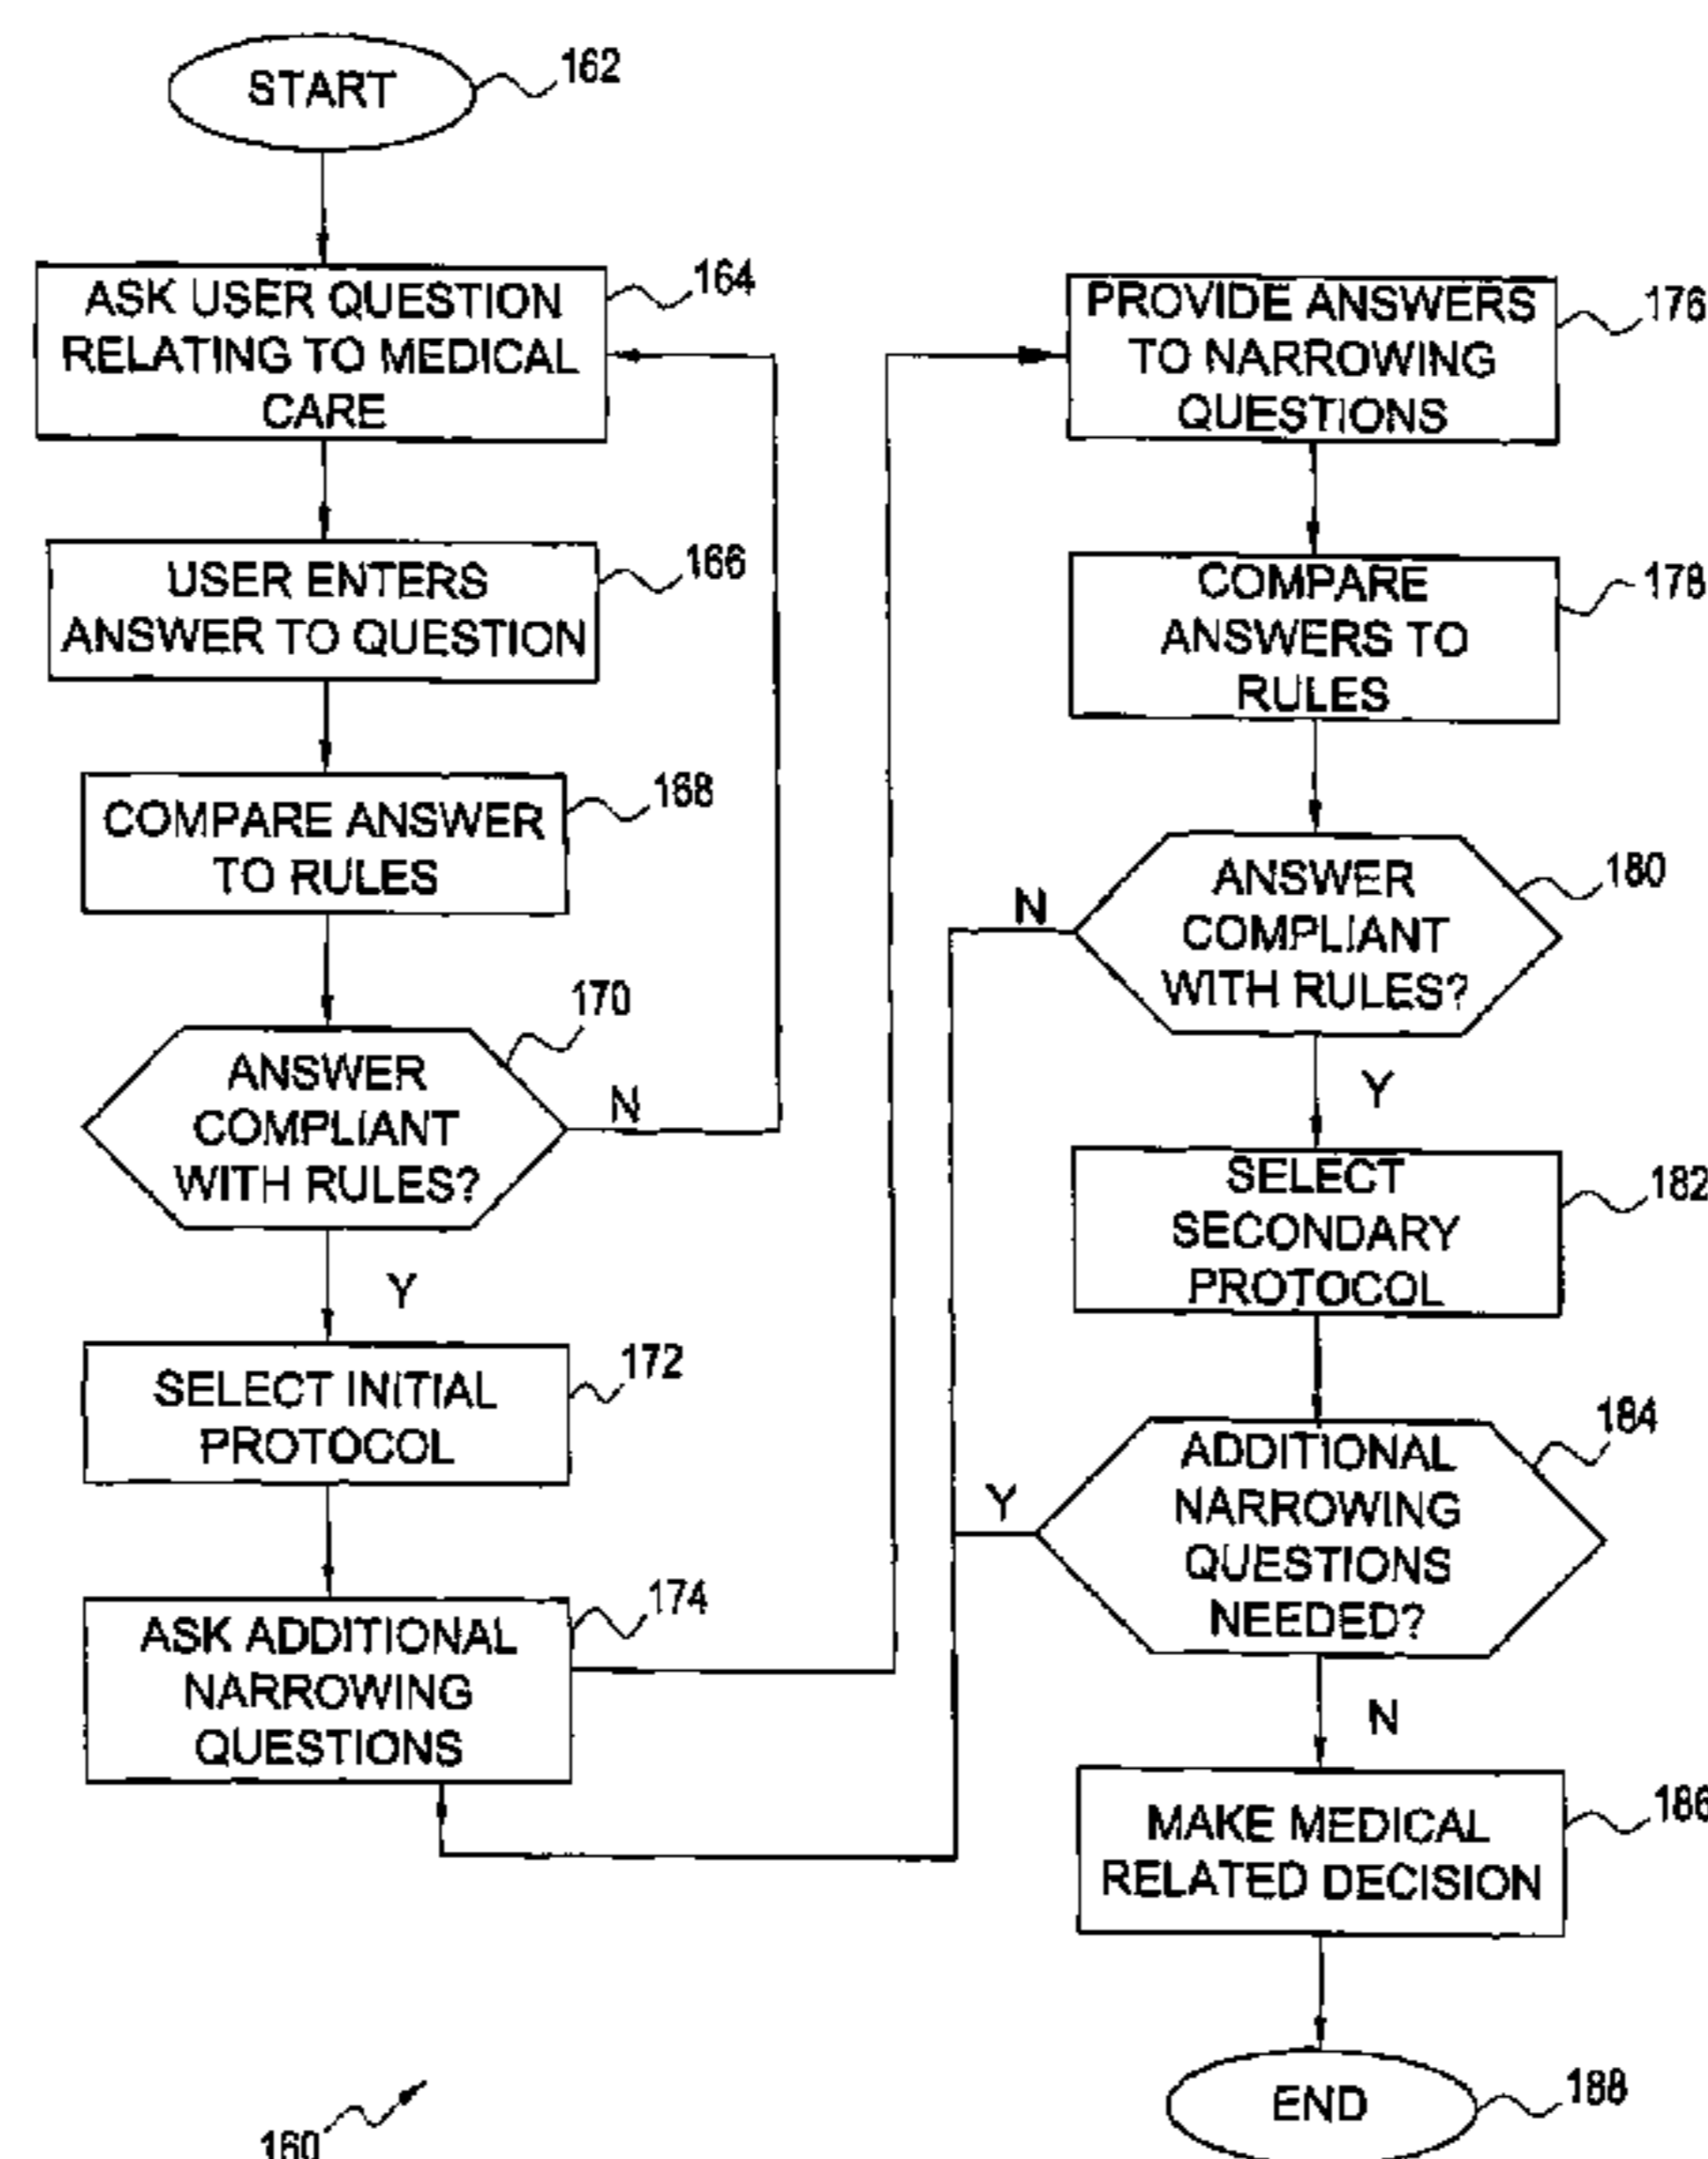 START
162
ASK USER QUESTION
RELATING TO MEDICAL
CARE
164
USER ENTERS
ANSWER TO QUESTION
166
COMPARE ANSWER
TO RULES
168
ANSWER
COMPLIANT
WITH RULES?
170
N
Y
SELECT INITIAL
PROTOCOL
172
ASK ADDITIONAL
NARROWING
QUESTIONS
174
PROVIDE ANSWERS
TO NARROWING
QUESTIONS
176
COMPARE
ANSWERS TO
RULES
178
ANSWER
COMPLIANT
WITH RULES?
180
N
Y
SELECT
SECONDARY
PROTOCOL
182
ADDITIONAL
NARROWING
QUESTIONS
NEEDED?
184
Y
N
MAKE MEDICAL
RELATED DECISION
186
END
188
160